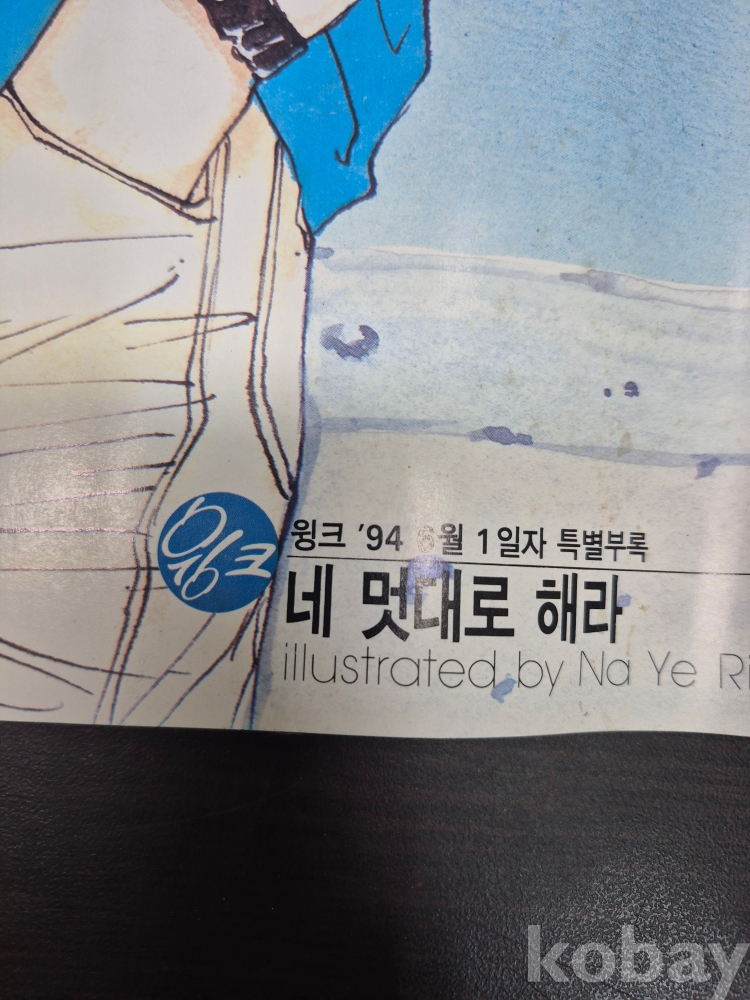 윙크
윙크 '94 6월 1일자 특별부록
네 멋대로 해라
illustrated by Na Ye Ri
kobay